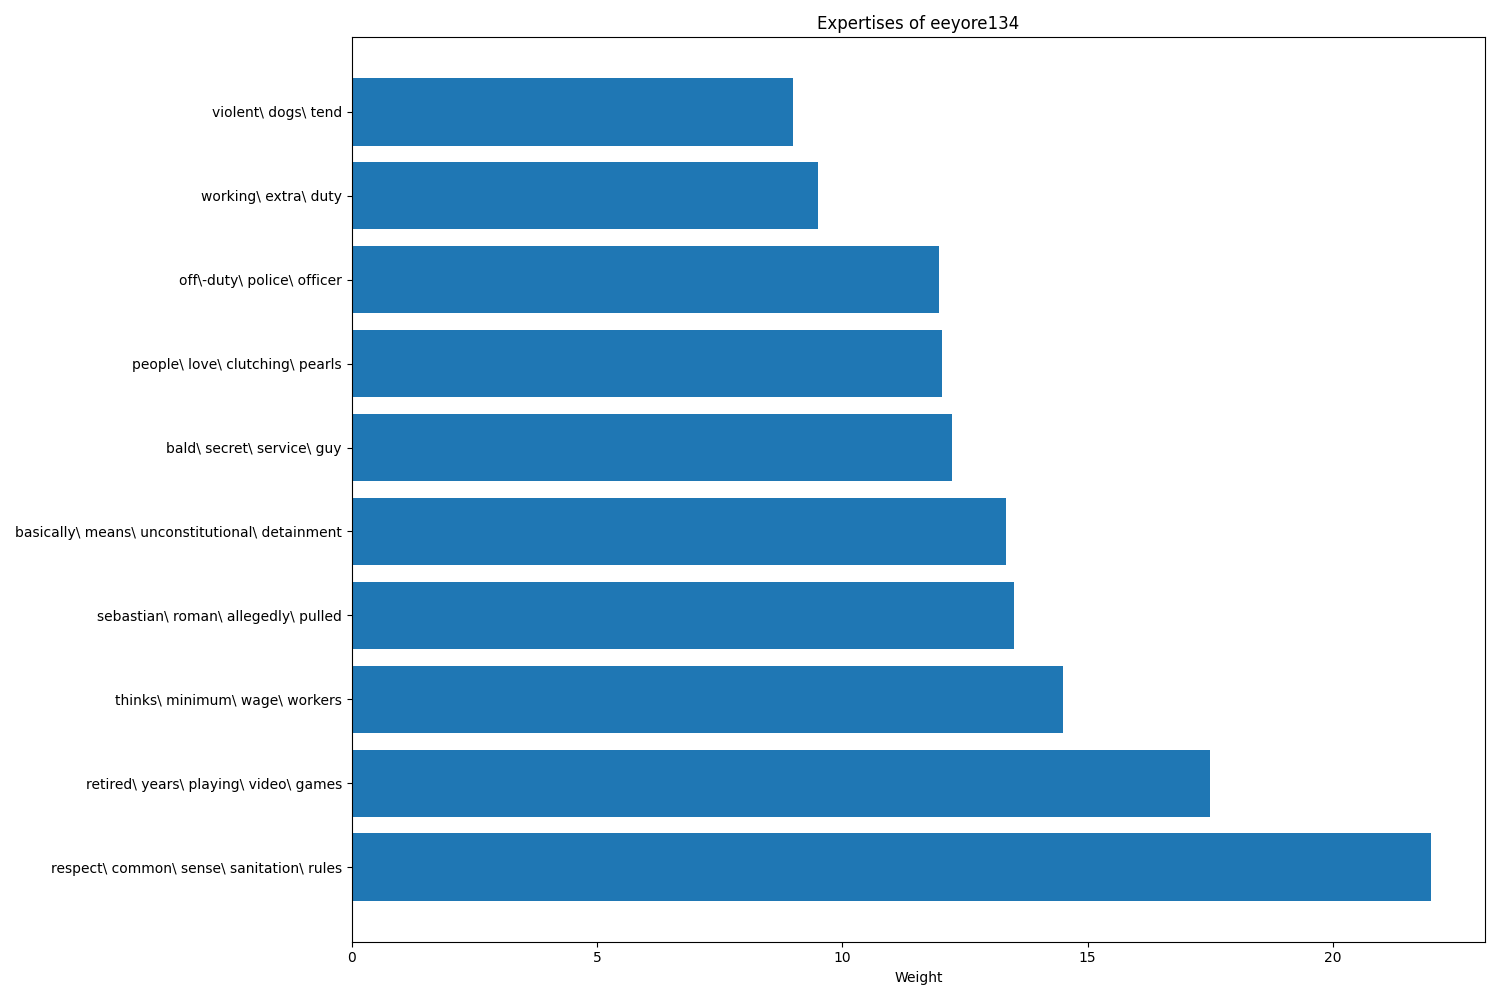 Expertises of eeyore134
violent\ dogs\ tend
working\ extra\ duty
off\-duty\ police\ officer
people\ love\ clutching\ pearls
bald\ secret\ service\ guy
basically\ means\ unconstitutional\ detainment
sebastian\ roman\ allegedly\ pulled
thinks\ minimum\ wage\ workers
retired\ years\ playing\ video\ games
respect\ common\ sense\ sanitation\ rules
0 5 10 15 20
Weight